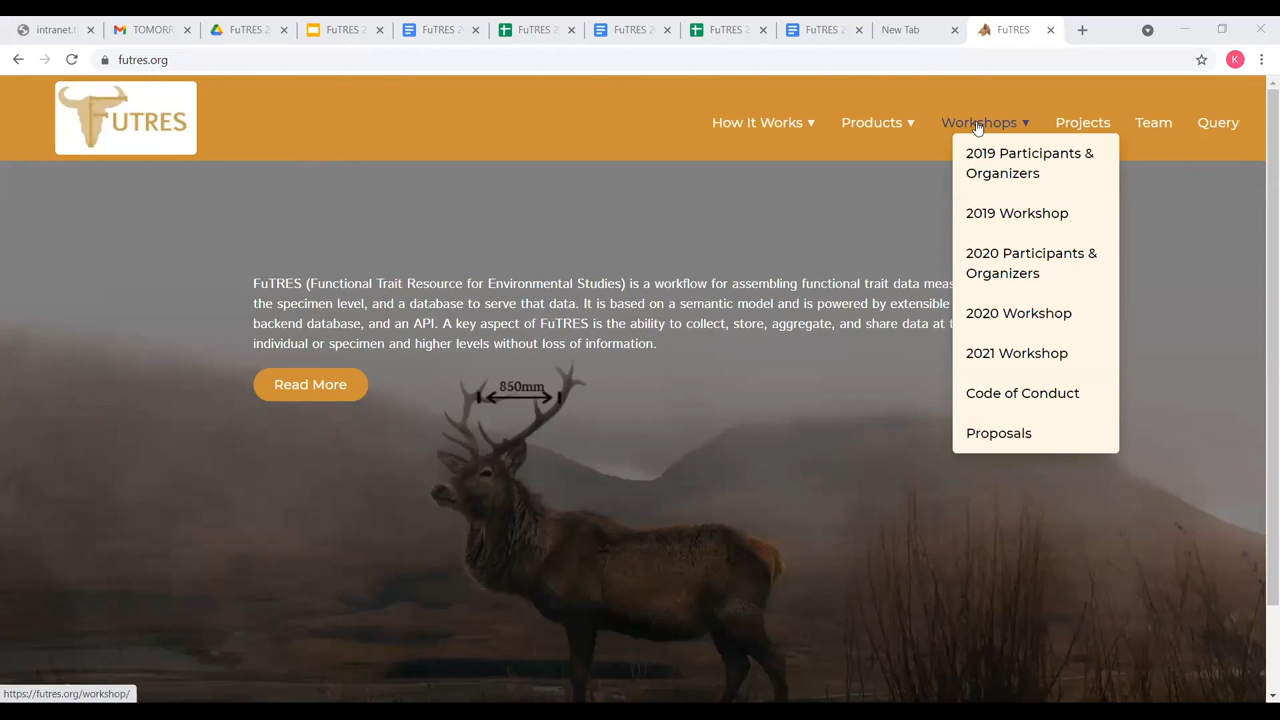 intranet.t
TOMORR
FuTRES 2
FuTRES 2
FuTRES 2
FuTRES 2
FuTRES 2
FuTRES 2
FuTRES 2
New Tab
FuTRES
futres.org
K
FUTRES
How It Works ▼
Products ▼
Workshops ▼
Projects
Team
Query
2019 Participants &
Organizers
2019 Workshop
2020 Participants &
Organizers
2020 Workshop
2021 Workshop
Code of Conduct
Proposals
FuTRES (Functional Trait Resource for Environmental Studies) is a workflow for assembling functional trait data
the specimen level, and a database to serve that data. It is based on a semantic model and is powered by extensible
backend database, and an API. A key aspect of FuTRES is the ability to collect, store, aggregate, and share data at
individual or specimen and higher levels without loss of information.
Read More
850mm
https://futres.org/workshop/